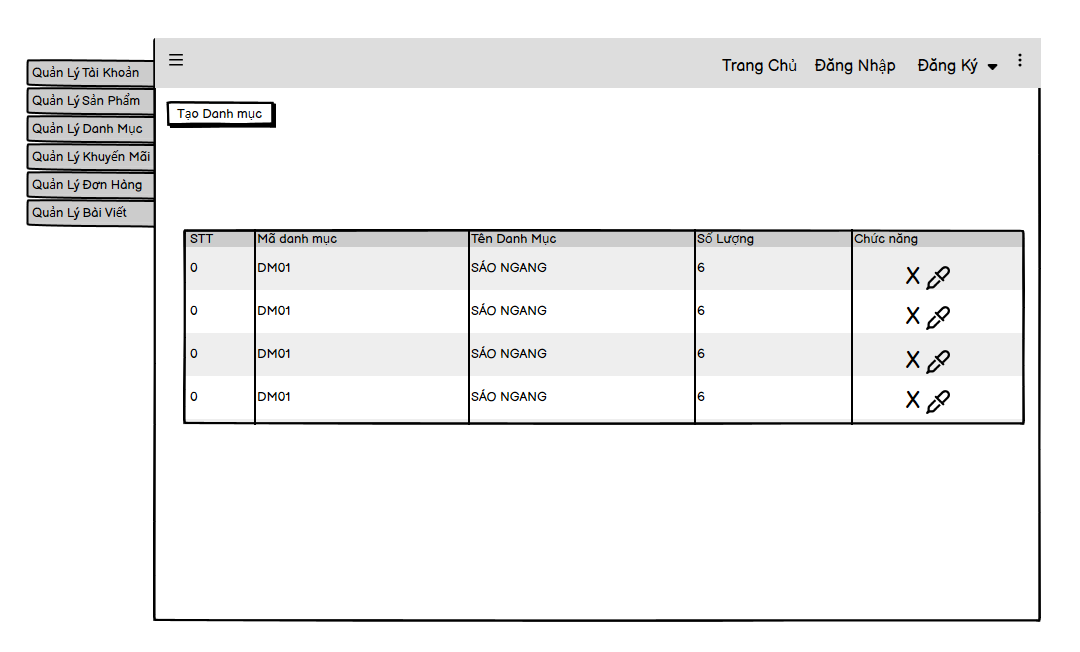 Trang Chủ Đăng Nhập Đăng Ký
Quản Lý Tài Khoản
Quản Lý Sản Phẩm
Quản Lý Danh Mục
Quản Lý Khuyến Mãi
Quản Lý Đơn Hàng
Quản Lý Bài Viết
Tạo Danh mục
STT Mã danh mục Tên Danh Mục Số Lượng Chức năng
0 DM01 SÁO NGANG 6 X
0 DM01 SÁO NGANG 6 X
0 DM01 SÁO NGANG 6 X
0 DM01 SÁO NGANG 6 X